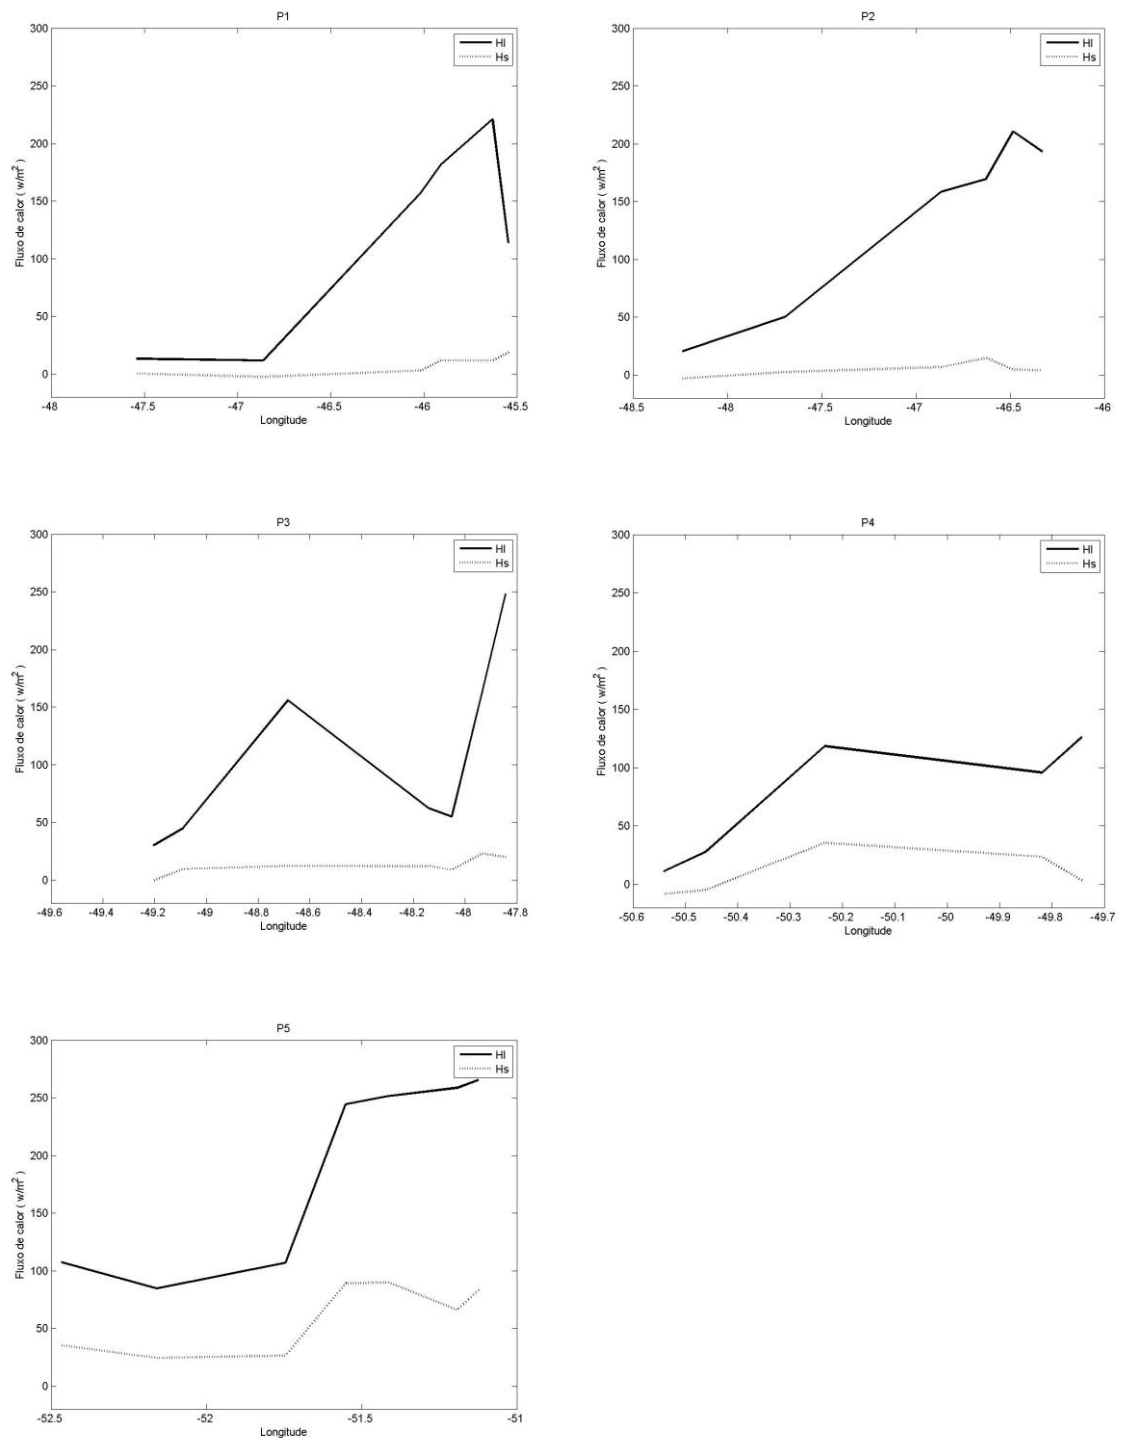 P1
300
250
200
150
100
50
0
Fluxo de calor ( w/m² )
Hl
Hs
-48 -47.5 -47 -46.5 -46 -45.5
Longitude
P2
300
250
200
150
100
50
0
Fluxo de calor ( w/m² )
Hl
Hs
-48.5 -48 -47.5 -47 -46.5 -46
Longitude
P3
300
250
200
150
100
50
0
Fluxo de calor ( w/m² )
Hl
Hs
-49.6 -49.4 -49.2 -49 -48.8 -48.6 -48.4 -48.2 -48 -47.8
Longitude
P4
300
250
200
150
100
50
0
Fluxo de calor ( w/m² )
Hl
Hs
-50.6 -50.5 -50.4 -50.3 -50.2 -50.1 -50 -49.9 -49.8 -49.7
Longitude
P5
300
250
200
150
100
50
0
Fluxo de calor ( w/m² )
Hl
Hs
-52.5 -52 -51.5 -51
Longitude